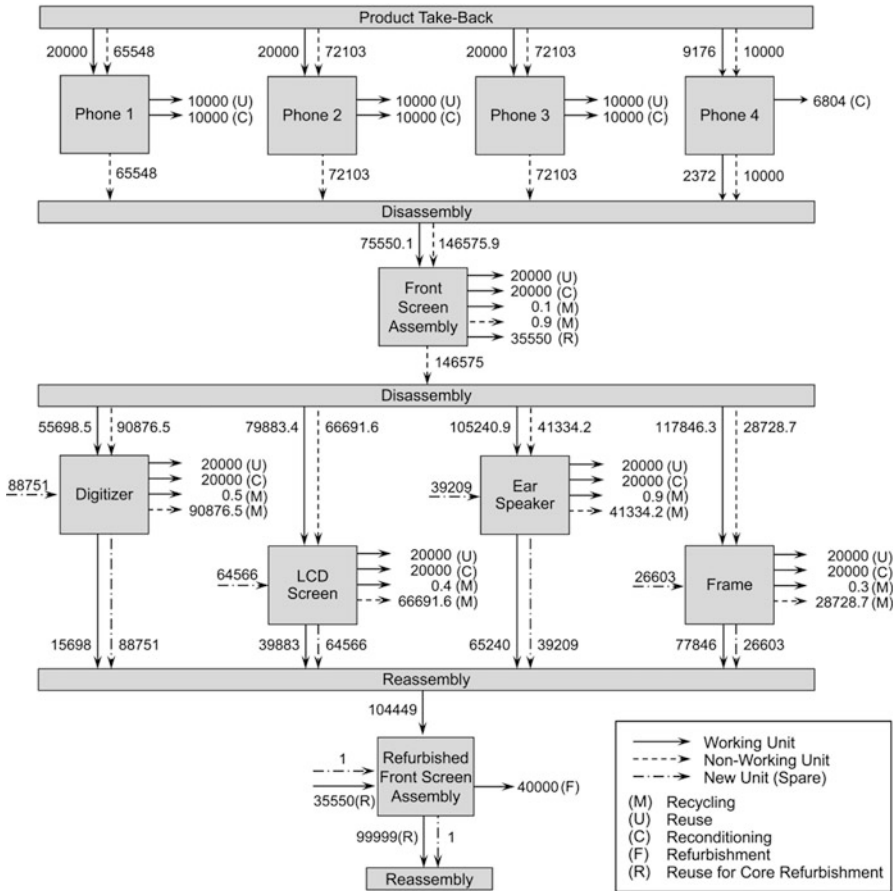 Product Take-Back
20000 65548 20000 72103 20000 72103 9176 10000
Phone 1
10000 (U)
10000 (C)
Phone 2
10000 (U)
10000 (C)
Phone 3
10000 (U)
10000 (C)
Phone 4
6804 (C)
65548 72103 72103 2372 10000
Disassembly
75550.1 146575.9
Front
Screen
Assembly
20000 (U)
20000 (C)
0.1 (M)
0.9 (M)
35550 (R)
146575
Disassembly
55698.5 90876.5 79883.4 66691.6 105240.9 41334.2 117846.3 28728.7
88751
Digitizer
20000 (U)
20000 (C)
0.5 (M)
90876.5 (M)
39209
Ear
Speaker
20000 (U)
20000 (C)
0.9 (M)
41334.2 (M)
64566
LCD
Screen
20000 (U)
20000 (C)
0.4 (M)
66691.6 (M)
26603
Frame
20000 (U)
20000 (C)
0.3 (M)
28728.7 (M)
15698 88751 39883 64566 65240 39209 77846 26603
Reassembly
104449
1
35550(R)
Refurbished
Front Screen
Assembly
40000 (F)
99999(R) 1
Reassembly
Working Unit
Non-Working Unit
New Unit (Spare)
(M) Recycling
(U) Reuse
(C) Reconditioning
(F) Refurbishment
(R) Reuse for Core Refurbishment